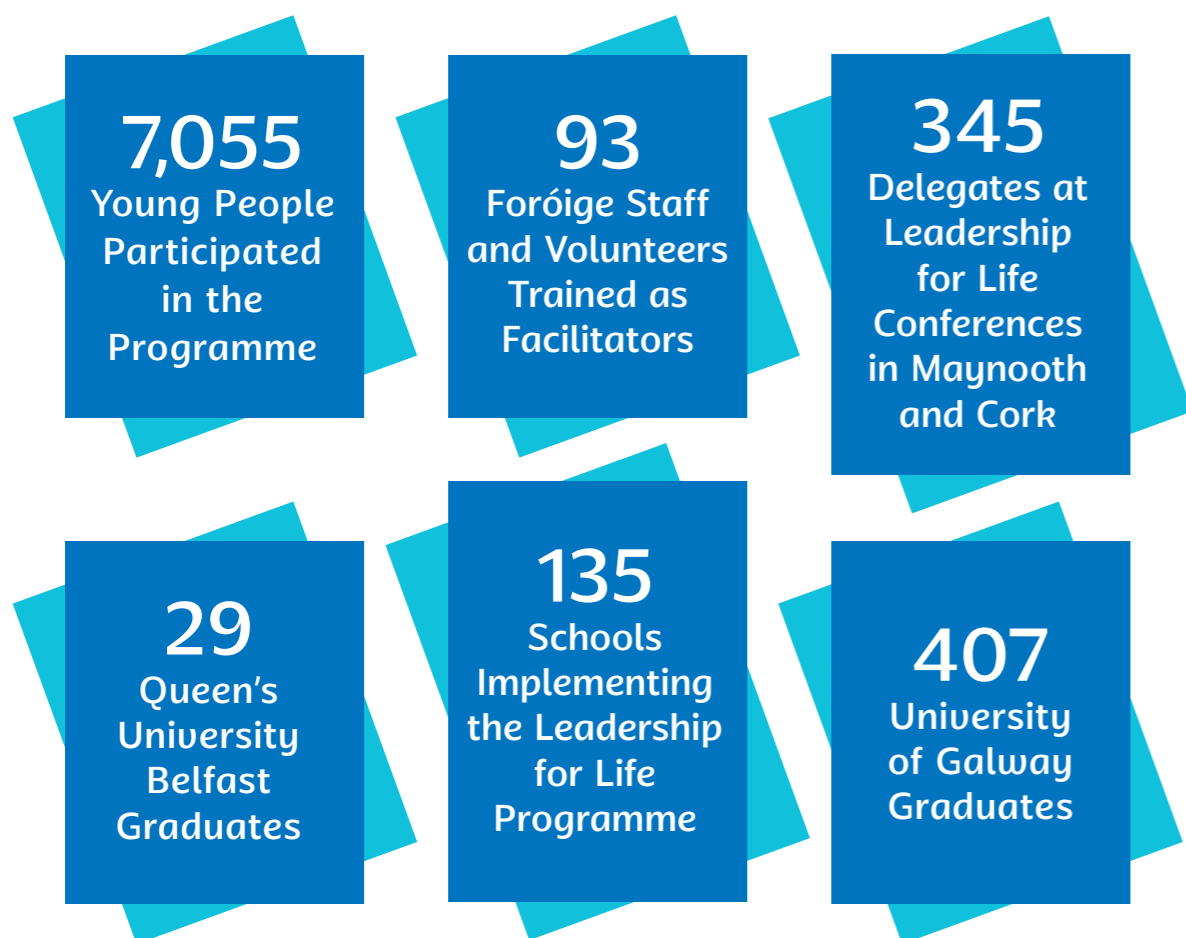 7,055
Young People
Participated
in the
Programme
93
Foróige Staff
and Volunteers
Trained as
Facilitators
345
Delegates at
Leadership
for Life
Conferences
in Maynooth
and Cork
29
Queen's
University
Belfast
Graduates
135
Schools
Implementing
the Leadership
for Life
Programme
407
University
of Galway
Graduates